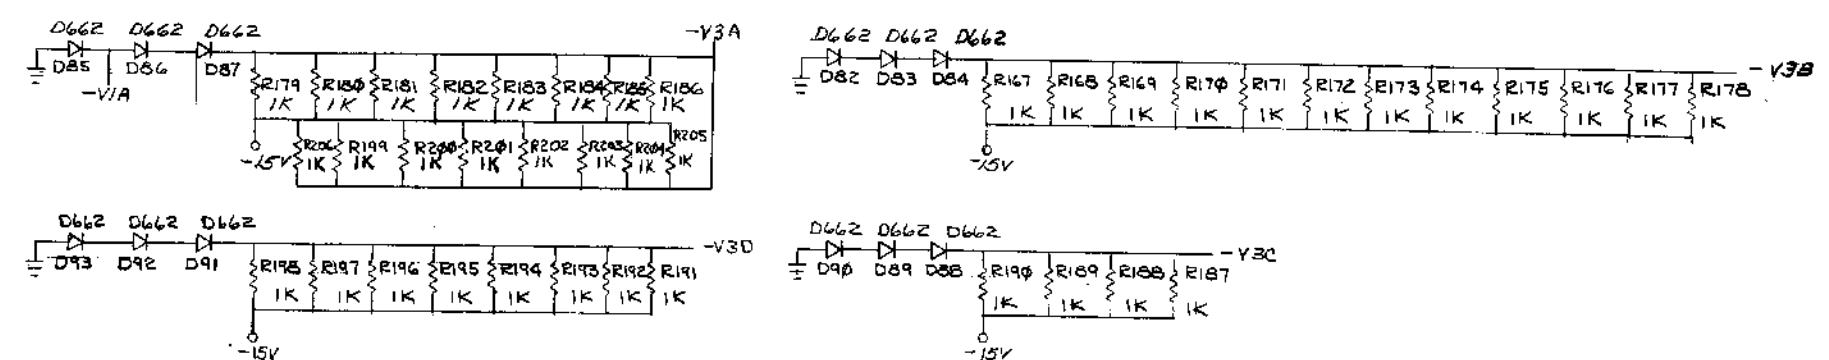 D662 D662 D662
D85 D86 D87
-V1A
-V3A
R179 R180 R181 R182 R183 R184 R185 R186
1K 1K 1K 1K 1K 1K 1K 1K
-15V
R206 R199 R200 R201 R202 R203 R204 R205
1K 1K 1K 1K 1K 1K 1K 1K
D662 D662 D662
D82 D83 D84
-V3B
R167 R168 R169 R170 R171 R172 R173 R174 R175 R176 R177 R178
1K 1K 1K 1K 1K 1K 1K 1K 1K 1K 1K 1K
-15V
D662 D662 D662
D93 D92 D91
-V3D
R198 R197 R196 R195 R194 R193 R192 R191
1K 1K 1K 1K 1K 1K 1K 1K
-15V
D662 D662 D662
D90 D89 D88
-V3C
R190 R189 R188 R187
1K 1K 1K 1K
-15V